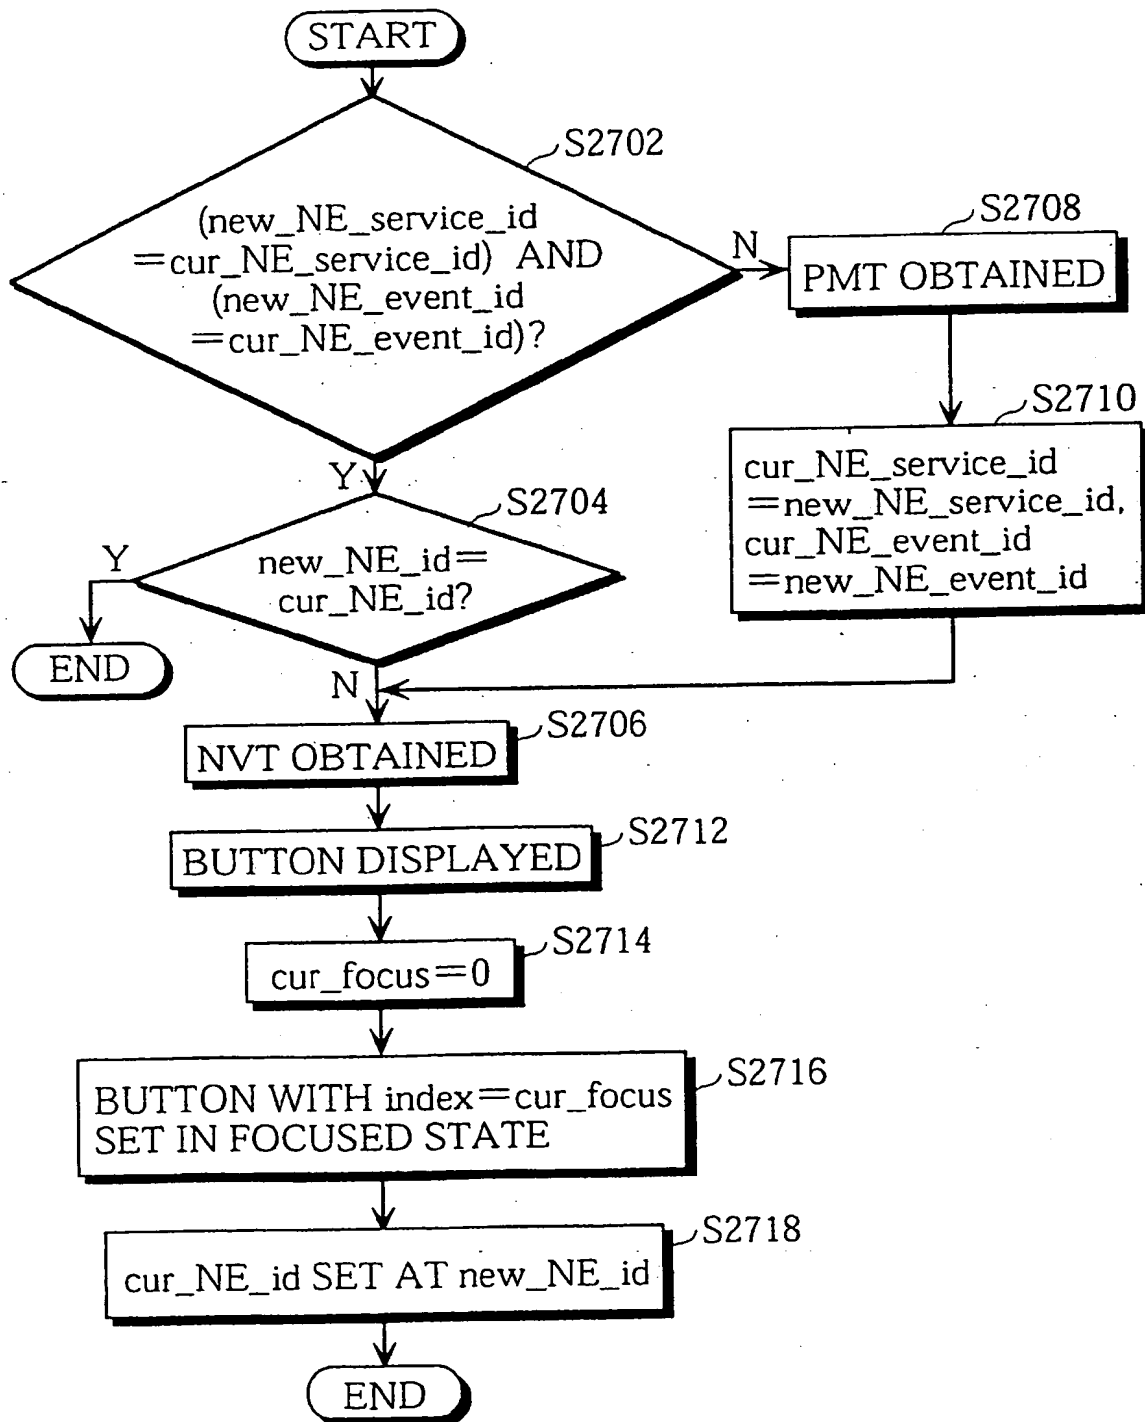 START
S2702
(new_NE_service_id
=cur_NE_service_id) AND
(new_NE_event_id
=cur_NE_event_id)?
N
S2708
PMT OBTAINED
S2710
cur_NE_service_id
=new_NE_service_id,
cur_NE_event_id
=new_NE_event_id
Y
S2704
new_NE_id=
cur_NE_id?
Y
END
N
S2706
NVT OBTAINED
S2712
BUTTON DISPLAYED
S2714
cur_focus=0
S2716
BUTTON WITH index=cur_focus
SET IN FOCUSED STATE
S2718
cur_NE_id SET AT new_NE_id
END